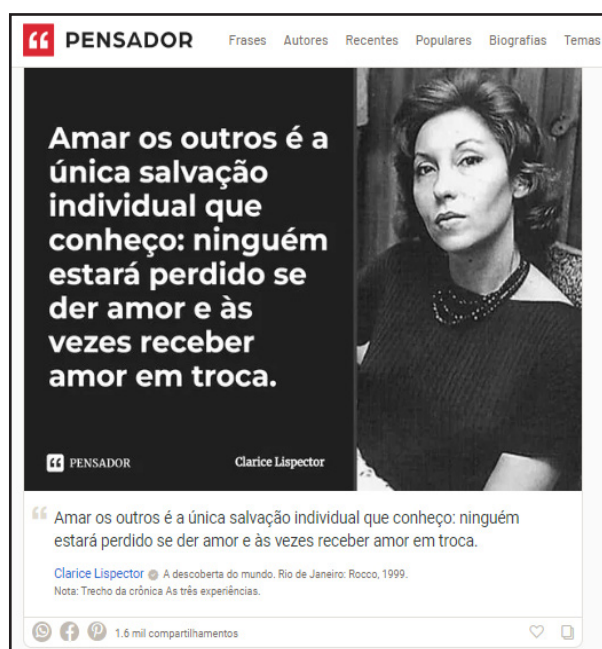 PENSADOR Frases Autores Recentes Populares Biografias Temas
Amar os outros é a
única salvação
individual que
conheço: ninguém
estará perdido se
der amor e às
vezes receber
amor em troca.
PENSADOR Clarice Lispector
Amar os outros é a única salvação individual que conheço: ninguém
estará perdido se der amor e às vezes receber amor em troca.
Clarice Lispector A descoberta do mundo. Rio de Janeiro: Rocco, 1999.
Nota: Trecho da crônica As três experiências.
1.6 mil compartilhamentos